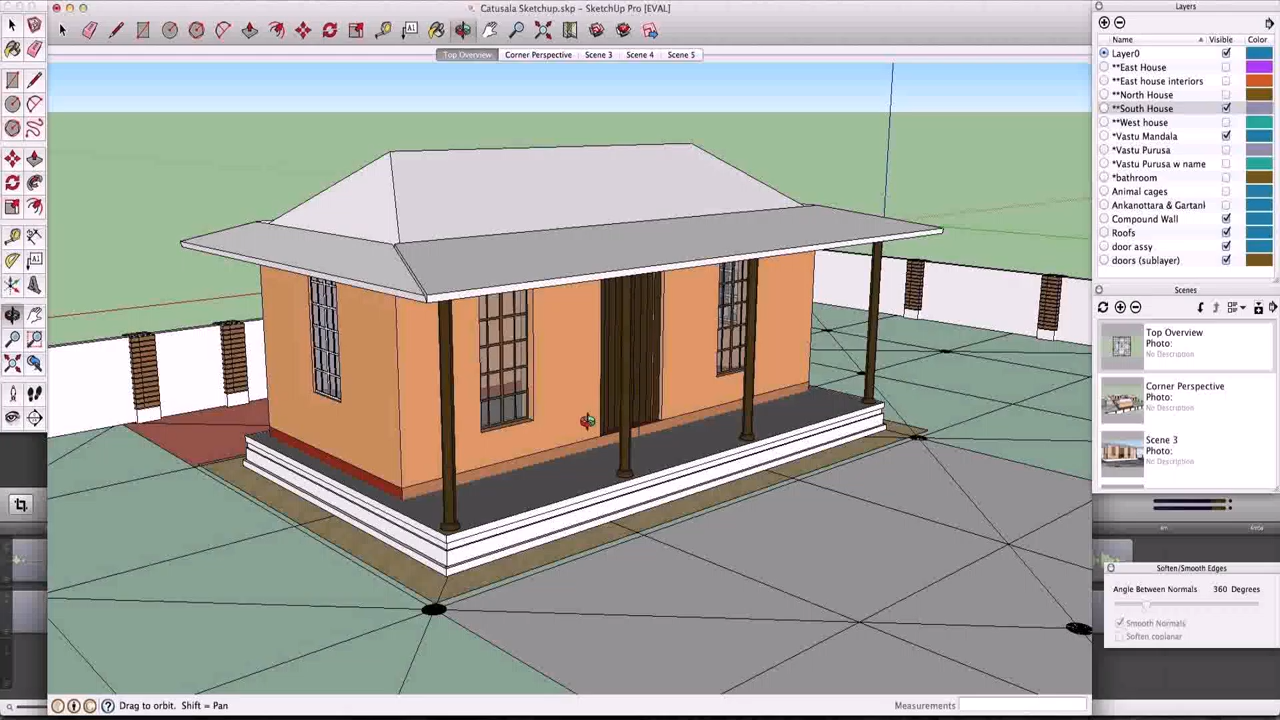 Catusala Sketchup.skp - SketchUp Pro [EVAL]
Top Overview
Corner Perspective
Scene 3
Scene 4
Scene 5
Layers
Name
Visible
Color
Layer0
**East House
**East house interiors
**North House
**South House
**West house
*Vastu Mandala
*Vastu Purusa
*Vastu Purusa w name
*bathroom
Animal cages
Ankanottara & Gartank
Compound Wall
Roofs
door assy
doors (sublayer)
Scenes
Top Overview
Photo:
No Description
Corner Perspective
Photo:
No Description
Scene 3
Photo:
No Description
Soften/Smooth Edges
Angle Between Normals 360 Degrees
Smooth Normals
Soften coplanar
Drag to orbit. Shift = Pan
Measurements